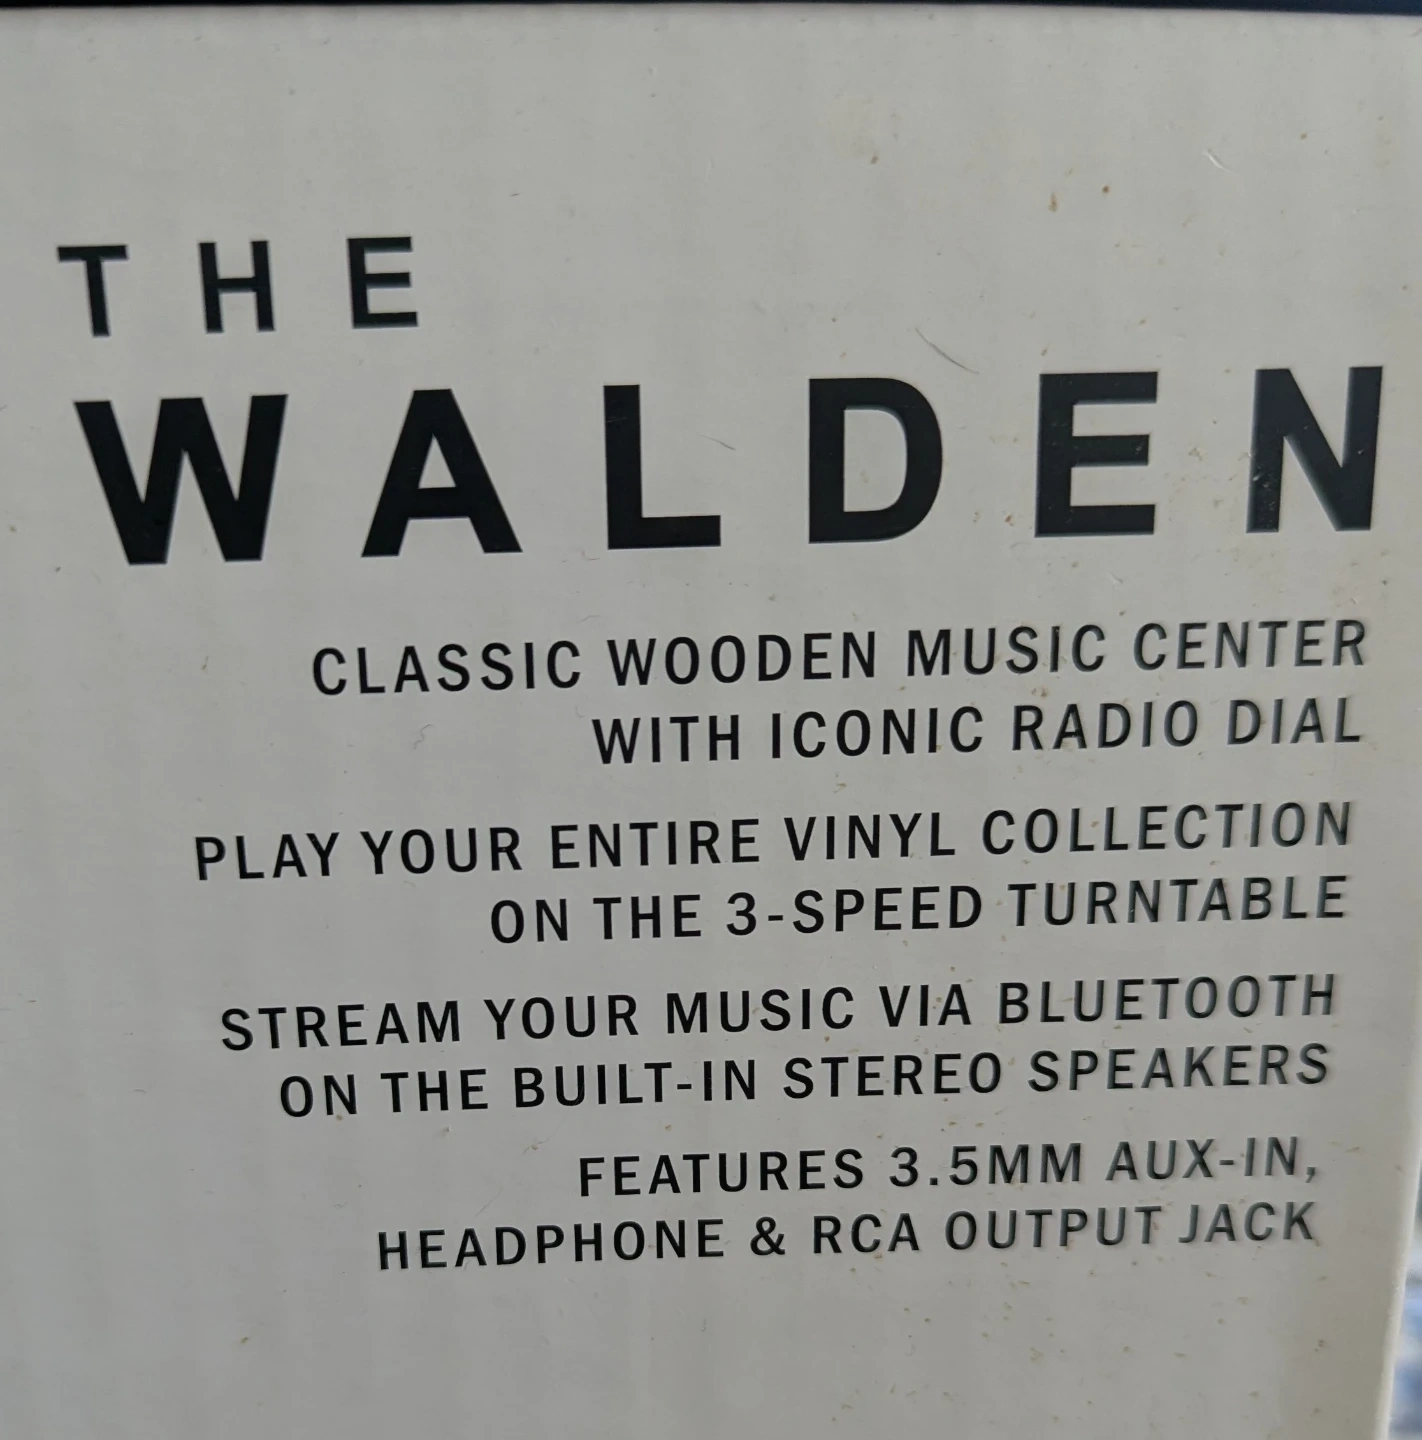 THE
WALDEN
CLASSIC WOODEN MUSIC CENTER
WITH ICONIC RADIO DIAL
PLAY YOUR ENTIRE VINYL COLLECTION
ON THE 3-SPEED TURNTABLE
STREAM YOUR MUSIC VIA BLUETOOTH
ON THE BUILT-IN STEREO SPEAKERS
FEATURES 3.5MM AUX-IN,
HEADPHONE & RCA OUTPUT JACK